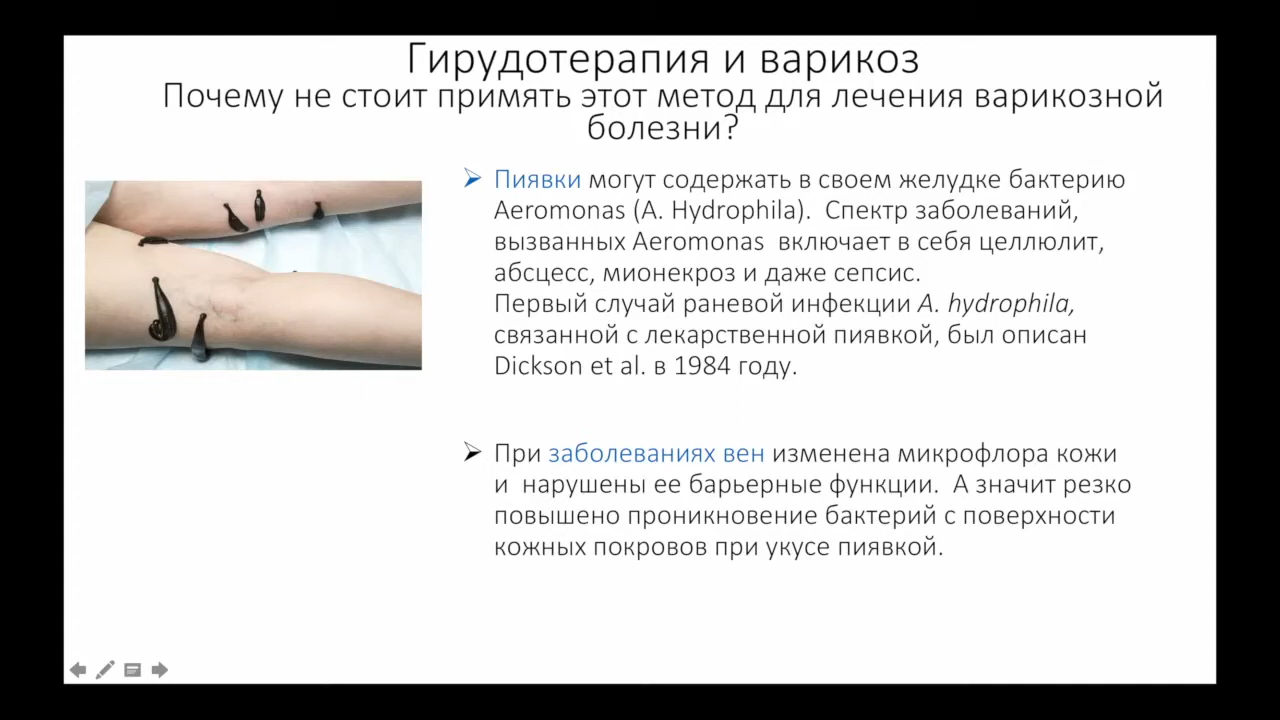 Гирудотерапия и варикоз
Почему не стоит примять этот метод для лечения варикозной
болезни?
Пиявки могут содержать в своем желудке бактерию
Aeromonas (A. Hydrophila). Спектр заболеваний,
вызванных Aeromonas включает в себя целлюлит,
абсцесс, мионекроз и даже сепсис.
Первый случай раневой инфекции A. hydrophila,
связанной с лекарственной пиявкой, был описан
Dickson et al. в 1984 году.
При заболеваниях вен изменена микрофлора кожи
и нарушены ее барьерные функции. А значит резко
повышено проникновение бактерий с поверхности
кожных покровов при укусе пиявкой.